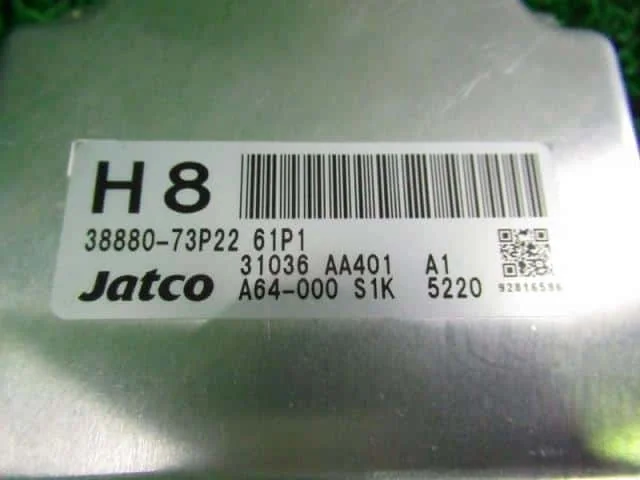 H8
38880-73P22 61P1
31036 AA401 A1
Jatco A64-000 S1K 5220
92816596